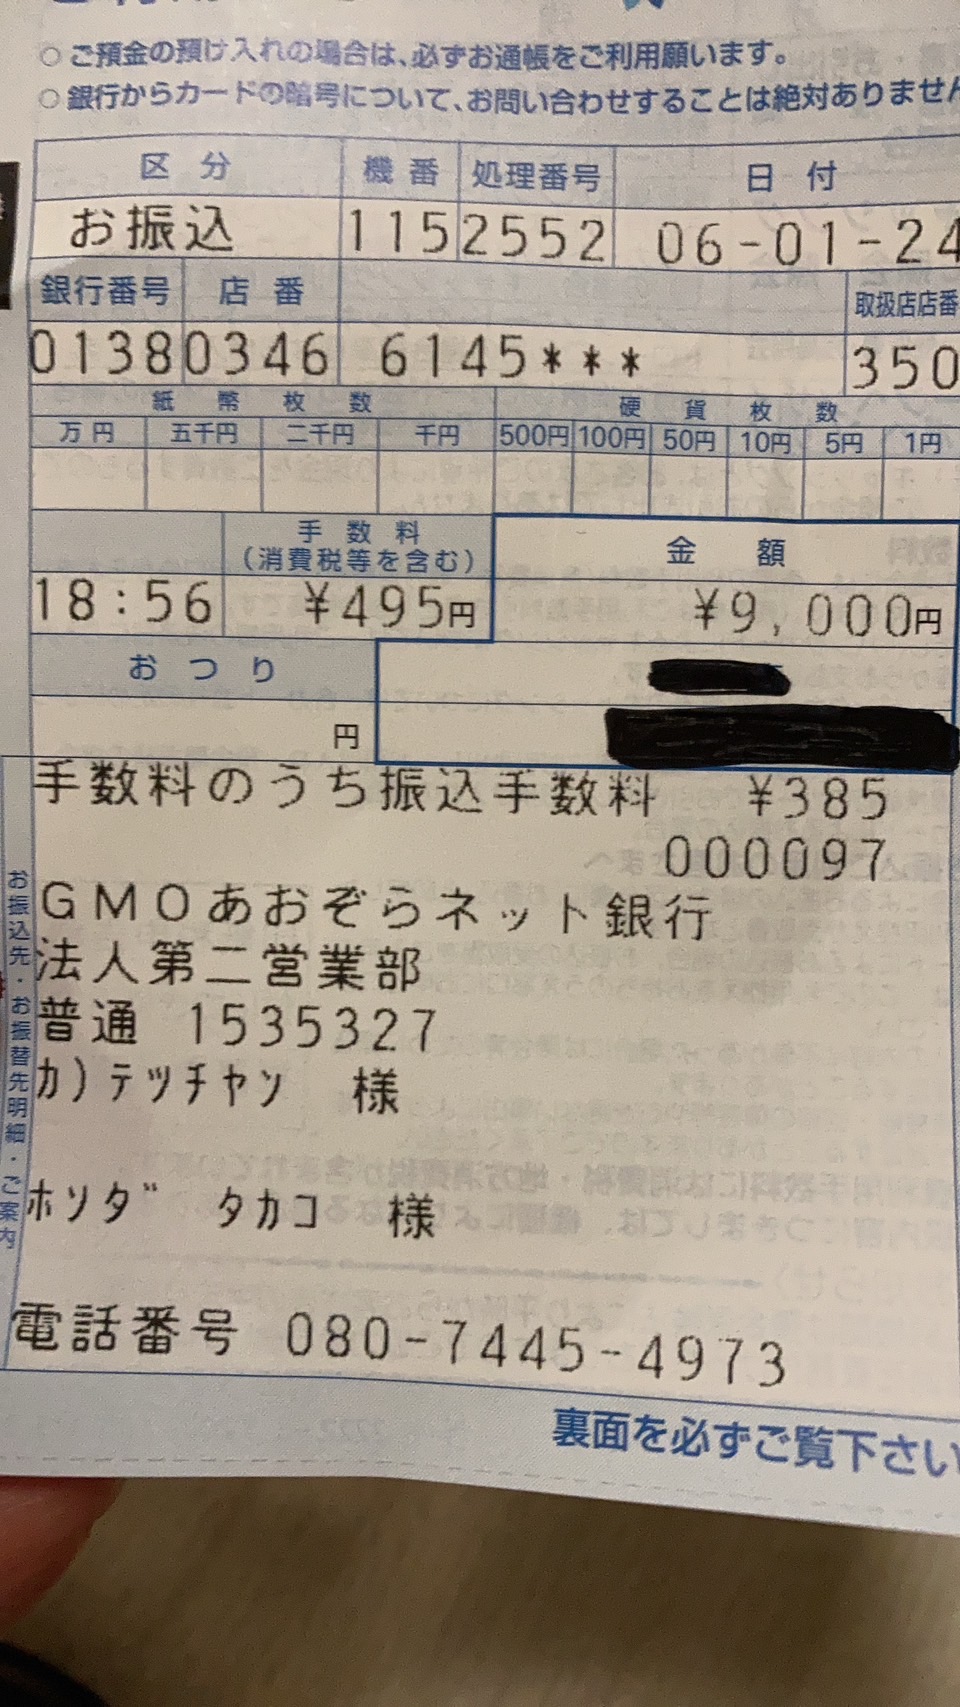 ○ ご預金の預け入れの場合は、必ずお通帳をご利用願います。
○ 銀行からカードの暗号について、お問い合わせすることは絶対ありません
区分 機番 処理番号 日付
お振込 115 2552 06-01-24
銀行番号 店番 取扱店店番
0138 0346 6145*** 350
紙幣枚数 硬貨枚数
万円 五千円 二千円 千円 500円 100円 50円 10円 5円 1円
手数料 金額
(消費税等を含む)
18:56 ¥495円 ¥9,000円
おつり
円
手数料のうち振込手数料 ¥385
000097
GMOあおぞらネット銀行
法人第二営業部
普通 1535327
カ)テツチヤン 様
ホソダ゛ タカコ 様
電話番号 080-7445-4973
お振込先・お振替先明細・ご案内
裏面を必ずご覧下さい